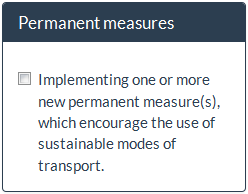 Permanent measures
Implementing one or more
new permanent measure(s),
which encourage the use of
sustainable modes of
transport.